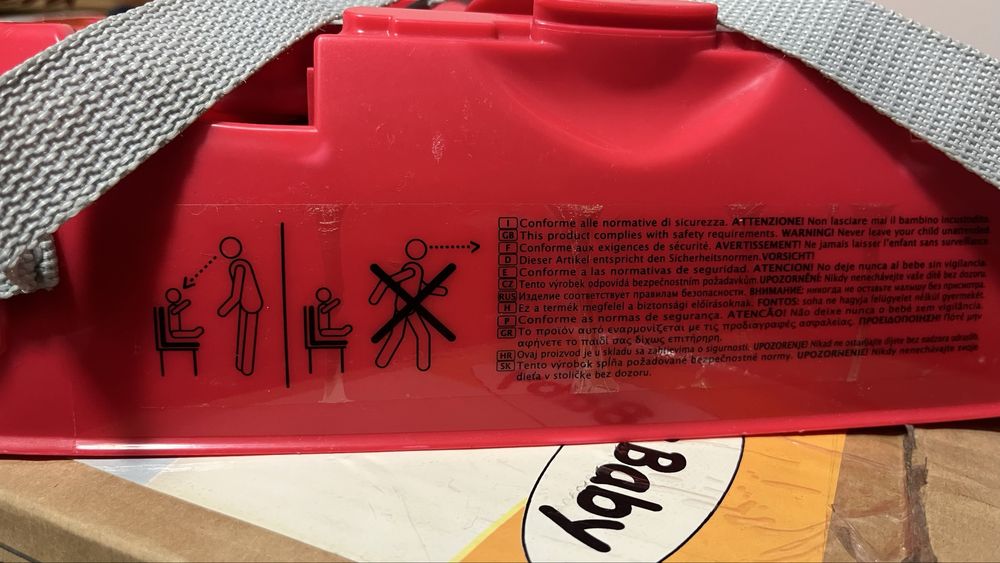 I Conforme alle normative di sicurezza. ATTENZIONE! Non lasciare mai il bambino incustodito.
GB This product complies with safety requirements. WARNING! Never leave your child unattended.
F Conforme aux exigences de sécurité. AVERTISSEMENT! Ne jamais laisser l'enfant sans surveillance.
D Dieser Artikel entspricht den Sicherheitsnormen. VORSICHT!
E Conforme a las normativas de seguridad. ATENCION! No deje nunca al bebe sin vigilancia.
CZ Tento výrobek odpovídá bezpečnostním požadavkům. UPOZORNĚNÍ: Nikdy nenechávejte vaše dítě bez dozoru.
RUS Изделие соответствует правилам безопасности. ВНИМАНИЕ: никогда не оставьте малыша без присмотра.
H Ez a termék megfelel a biztonsági előírásoknak. FONTOS: soha ne hagyja felügyelet nélkül gyermekét.
P Conforme as normas de segurança. ATENCÃO! Não deixe nunca o bebé sem vigilância.
GR Το προϊόν αυτό εναρμονίζεται με τις προδιαγραφές ασφαλείας. ΠΡΟΕΙΔΟΠΟΙΗΣΗ! Ποτέ μην
αφήνετε το παιδί σας δίχως επιτήρηση.
HR Ovaj proizvod je u skladu sa zahtjevima o sigurnosti. UPOZORENJE! Nikad ne ostavljajte dijete bez nadzora odraslih.
SK Tento výrobok spĺňa požadované bezpečnostné normy. UPOZORNENIE! Nikdy nenechávajte svoje
dieťa v stoličke bez dozoru.
Baby